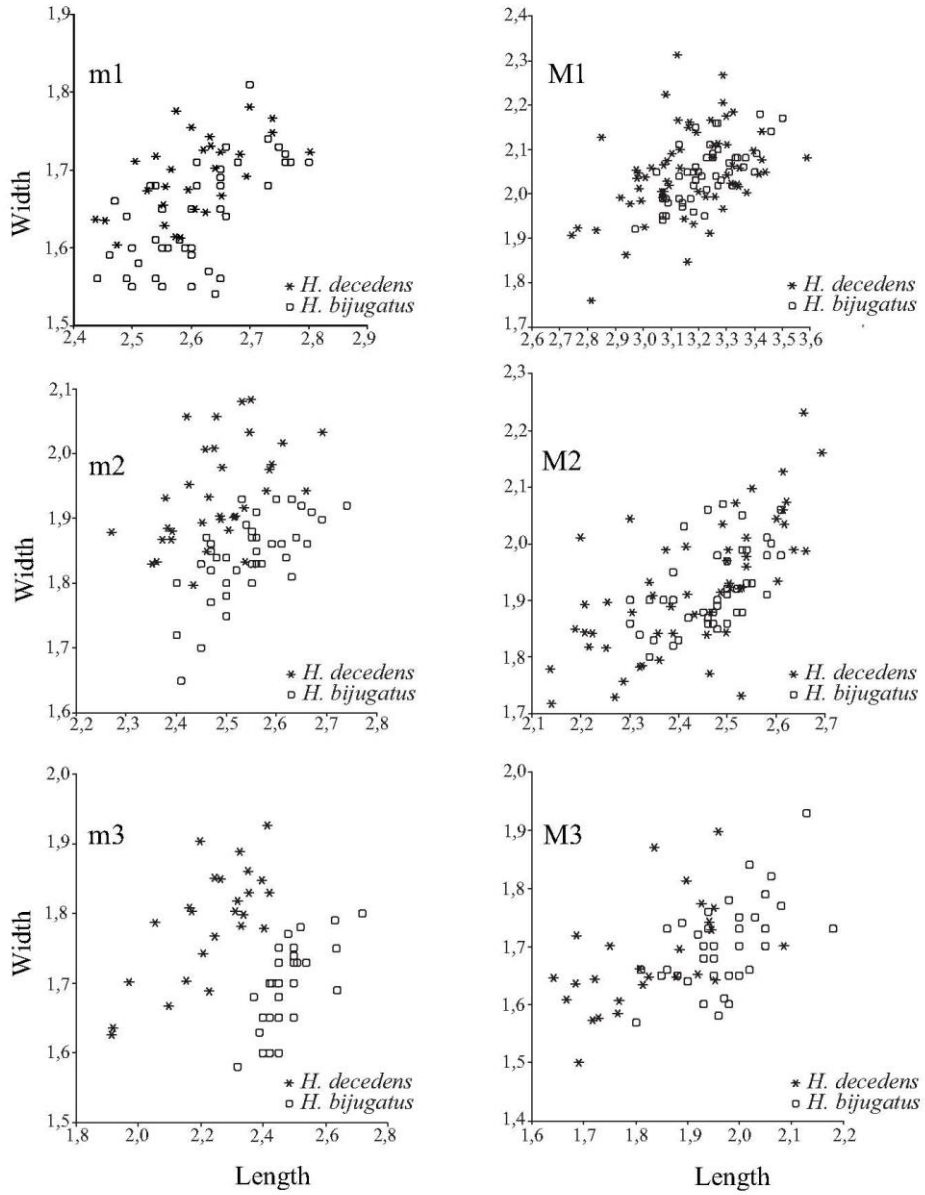 1,9
m1
1,8
1,7
Width
1,6
1,5
H. decedens
H. bijugatus
2,4 2,5 2,6 2,7 2,8 2,9
2,4
M1
2,3
2,2
2,1
2,0
1,9
1,8
1,7
H. decedens
H. bijugatus
2,6 2,7 2,8 2,9 3,0 3,1 3,2 3,3 3,4 3,5 3,6
2,1
m2
2,0
1,9
Width
1,8
1,7
1,6
H. decedens
H. bijugatus
2,2 2,3 2,4 2,5 2,6 2,7 2,8
2,3
2,2
M2
2,1
2,0
1,9
1,8
1,7
H. decedens
H. bijugatus
2,1 2,2 2,3 2,4 2,5 2,6 2,7
2,0
m3
1,9
1,8
Width
1,7
1,6
1,5
H. decedens
H. bijugatus
1,8 2,0 2,2 2,4 2,6 2,8
Length
2,0
M3
1,9
1,8
1,7
1,6
1,5
1,4
H. decedens
H. bijugatus
1,6 1,7 1,8 1,9 2,0 2,1 2,2
Length